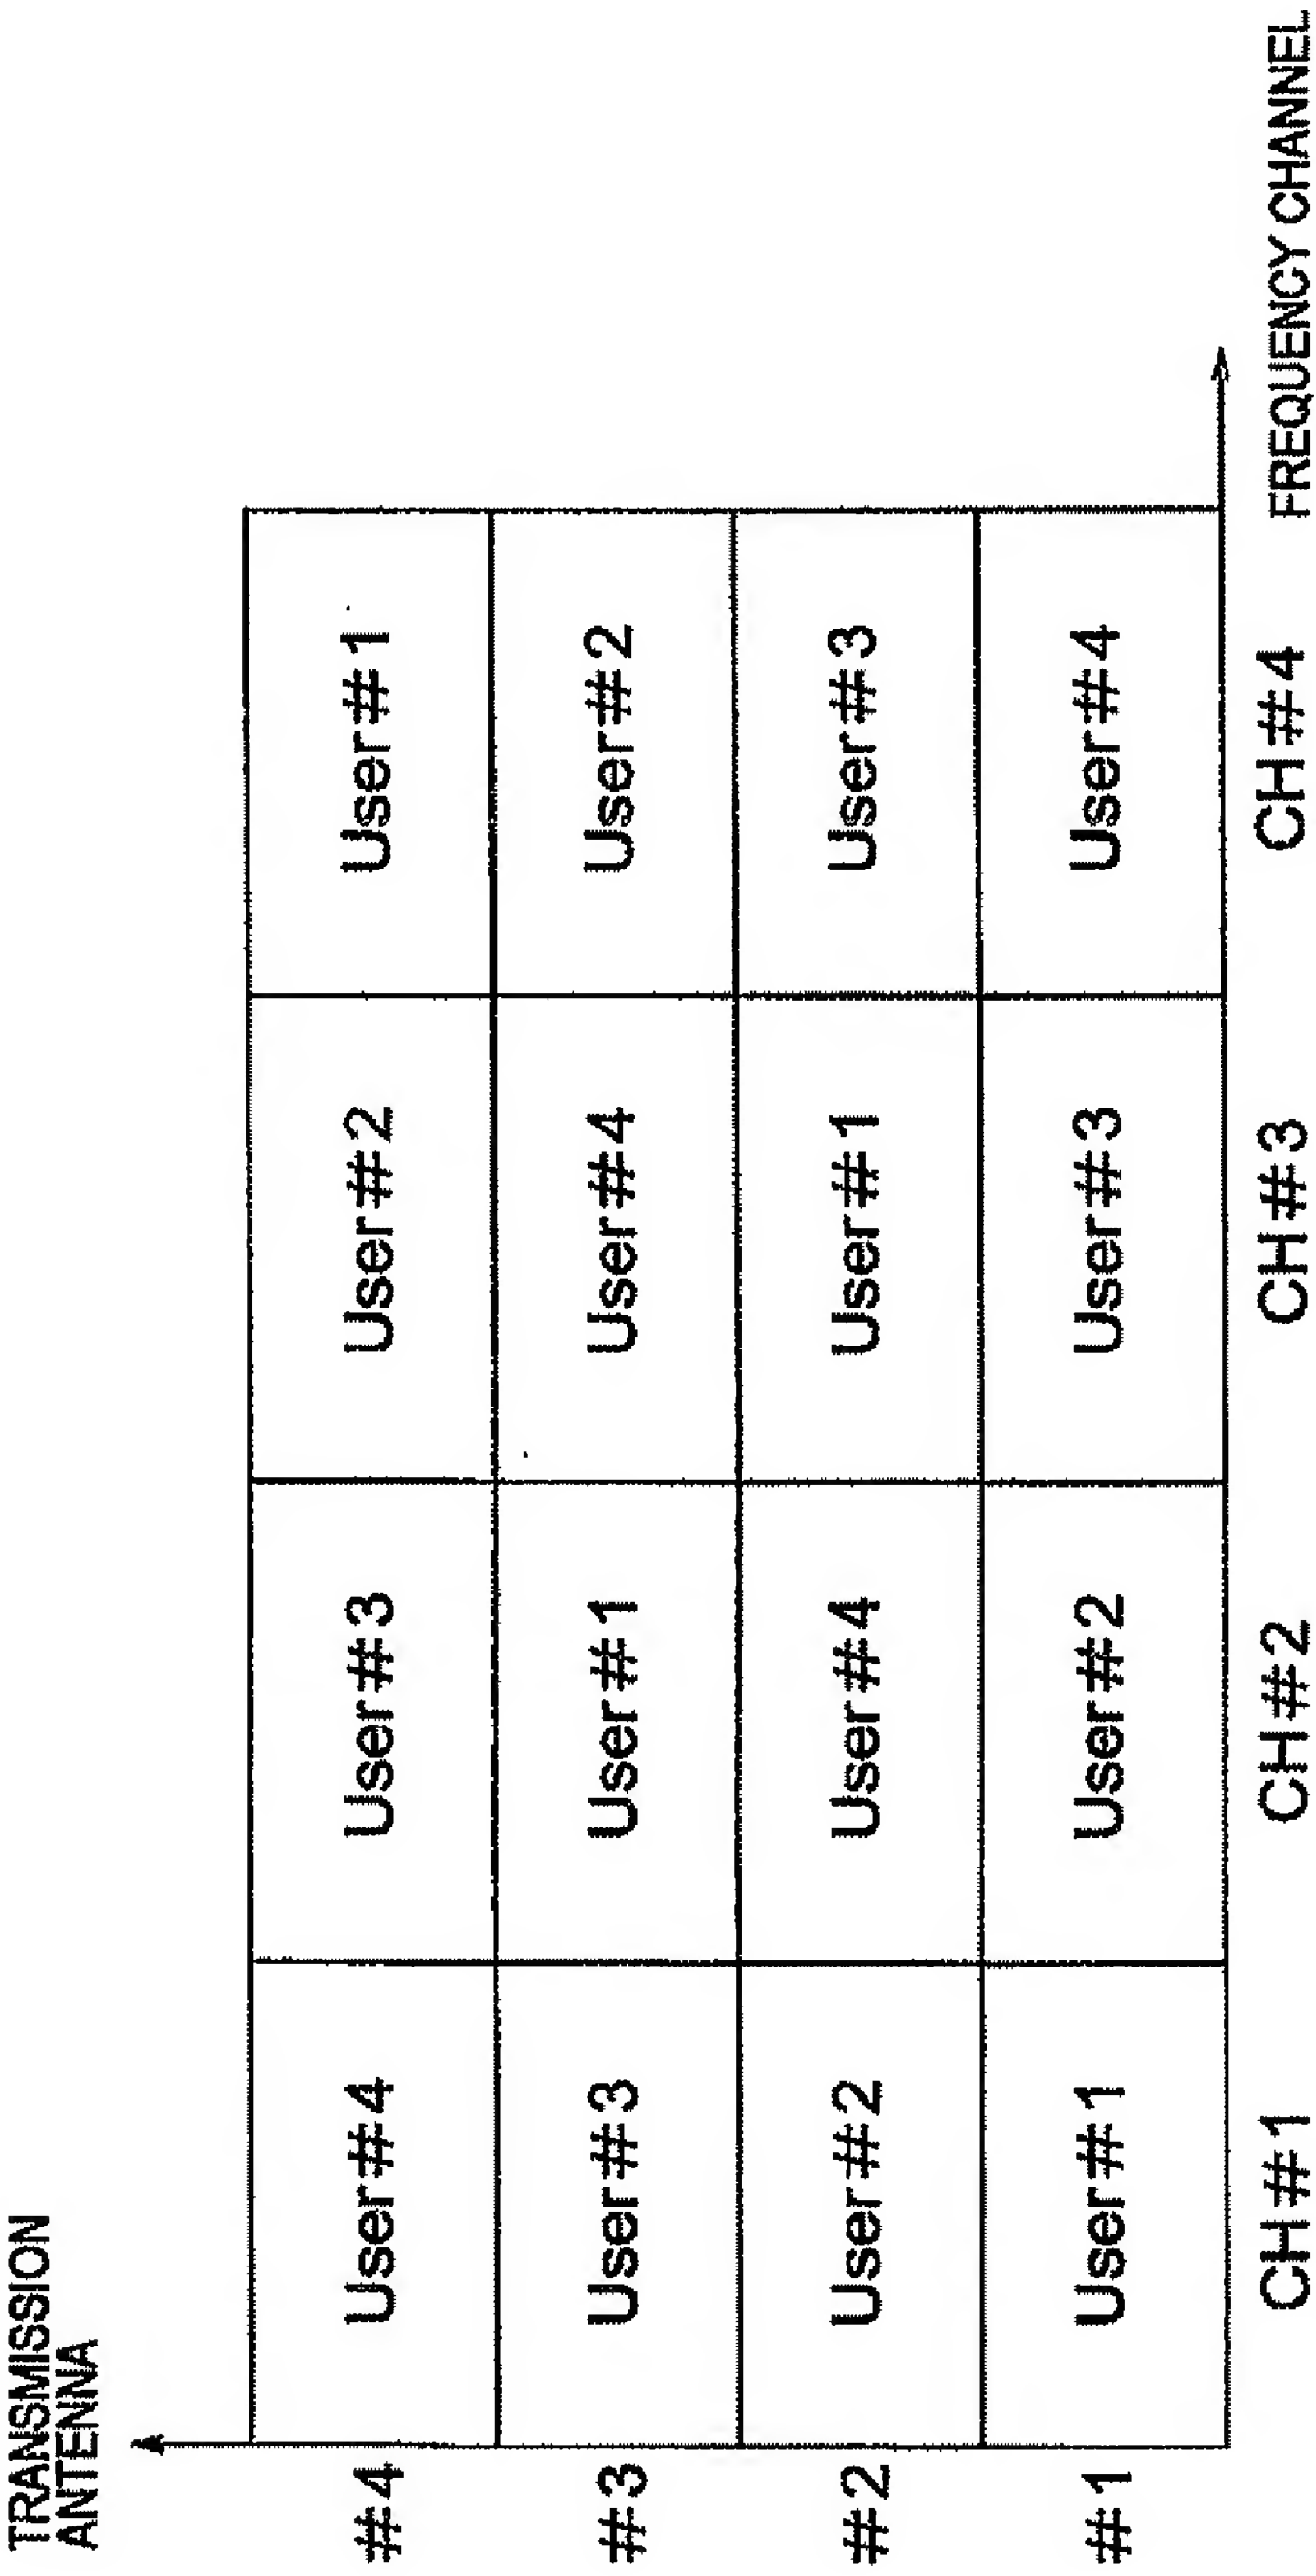 TRANSMISSION
ANTENNA
#4 User#4 User#3 User#2 User#1
#3 User#3 User#1 User#4 User#2
#2 User#2 User#4 User#1 User#3
#1 User#1 User#2 User#3 User#4
CH#1 CH#2 CH#3 CH#4
FREQUENCY CHANNEL